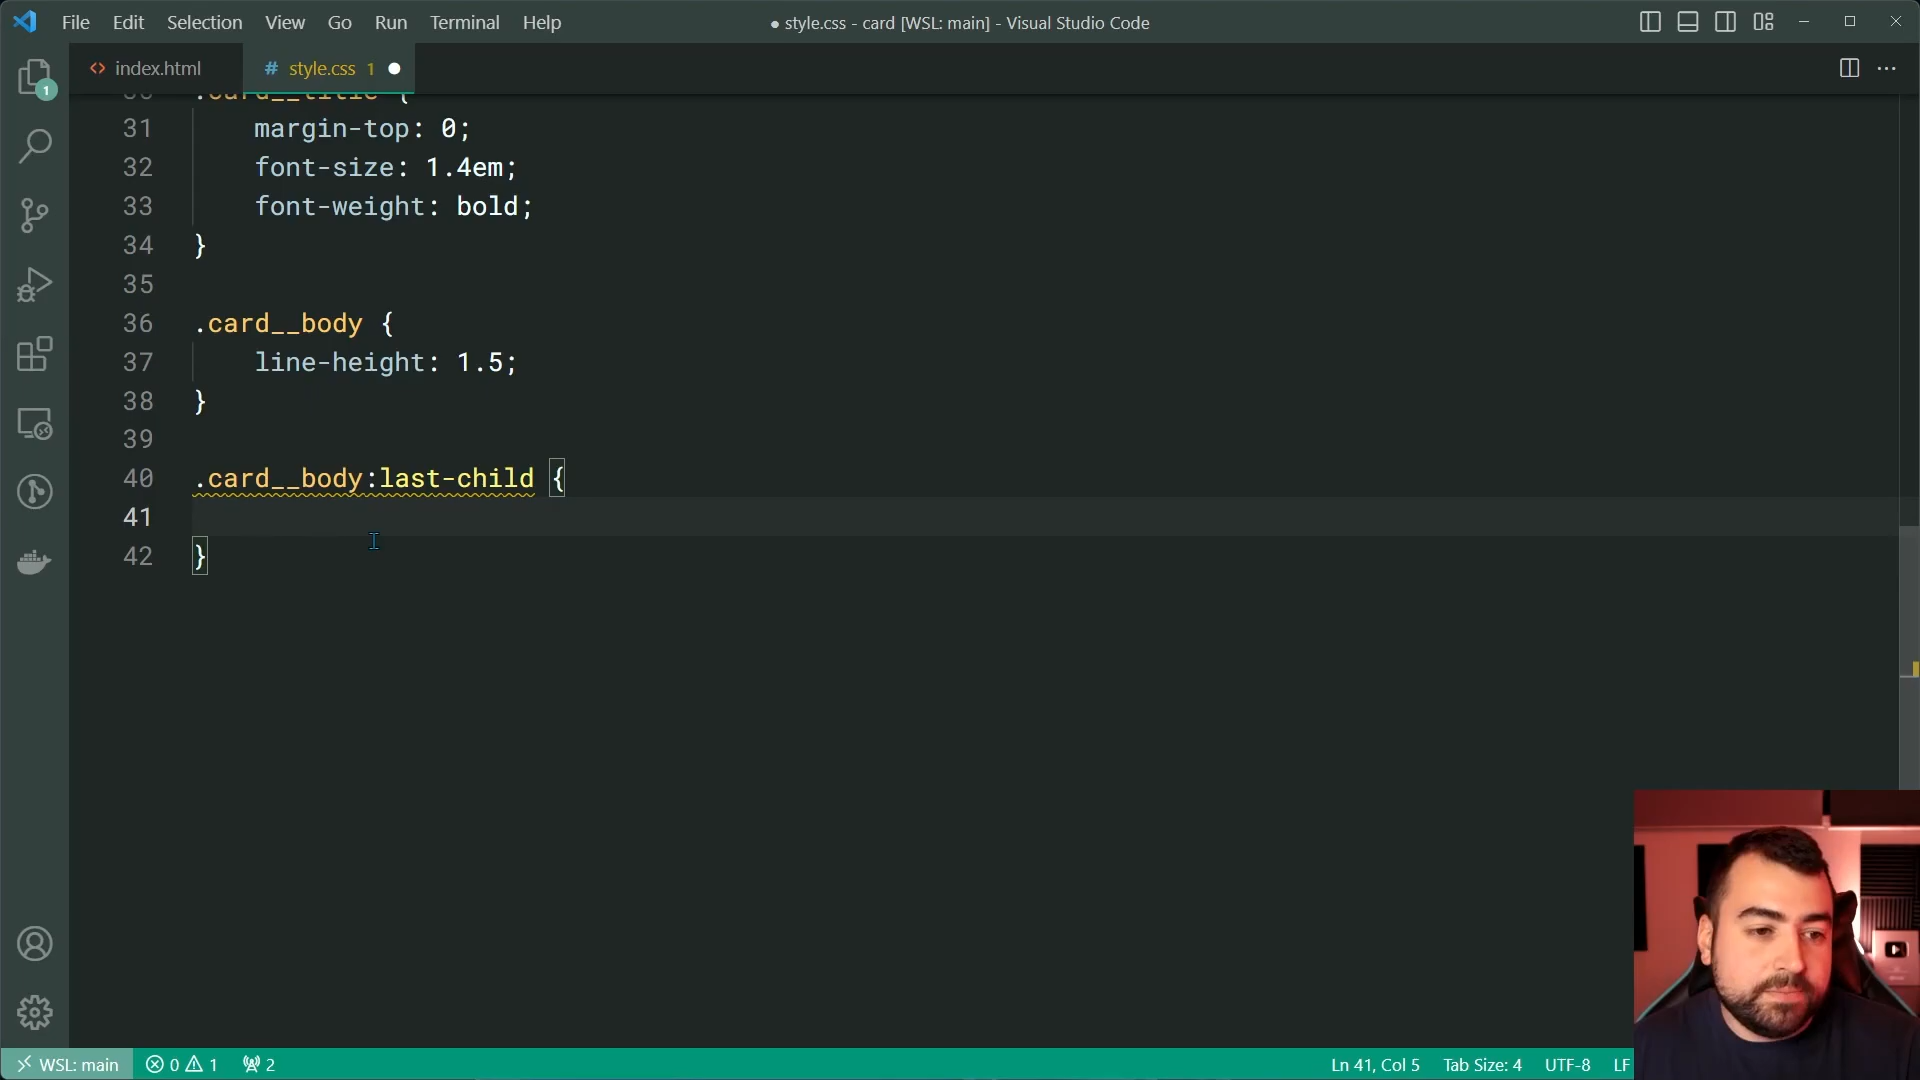 File Edit Selection View Go Run Terminal Help
● style.css - card [WSL: main] - Visual Studio Code
index.html
# style.css 1 ●
1
30 .card__title {
31 margin-top: 0;
32 font-size: 1.4em;
33 font-weight: bold;
34 }
35
36 .card__body {
37 line-height: 1.5;
38 }
39
40 .card__body:last-child {
41
42 }
WSL: main 0 1 2
Ln 41, Col 5 Tab Size: 4 UTF-8 LF